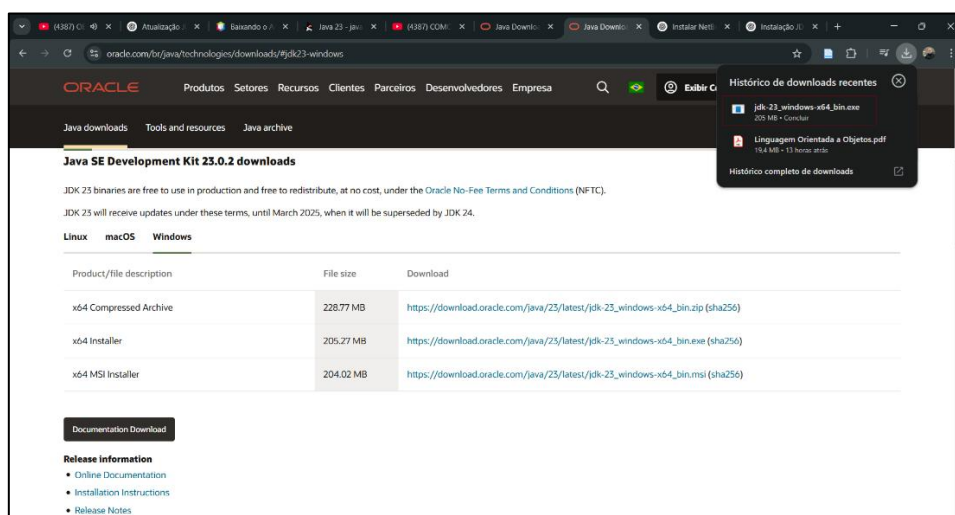 (4387) CO
Atualização J
Baixando o A
Java 23 - java
(4387) COMO
Java Downlo
Java Downlo
Instalar NetB
Instalação JD
oracle.com/br/java/technologies/downloads/#jdk23-windows
ORACLE
Produtos Setores Recursos Clientes Parceiros Desenvolvedores Empresa
Exibir C
Histórico de downloads recentes
jdk-23_windows-x64_bin.exe
205 MB • Concluir
Linguagem Orientada a Objetos.pdf
19,4 MB • 13 horas atrás
Histórico completo de downloads
Java downloads Tools and resources Java archive
Java SE Development Kit 23.0.2 downloads
JDK 23 binaries are free to use in production and free to redistribute, at no cost, under the Oracle No-Fee Terms and Conditions (NFTC).
JDK 23 will receive updates under these terms, until March 2025, when it will be superseded by JDK 24.
Linux macOS Windows
Product/file description File size Download
x64 Compressed Archive 228.77 MB https://download.oracle.com/java/23/latest/jdk-23_windows-x64_bin.zip (sha256)
x64 Installer 205.27 MB https://download.oracle.com/java/23/latest/jdk-23_windows-x64_bin.exe (sha256)
x64 MSI Installer 204.02 MB https://download.oracle.com/java/23/latest/jdk-23_windows-x64_bin.msi (sha256)
Documentation Download
Release information
• Online Documentation
• Installation Instructions
• Release Notes